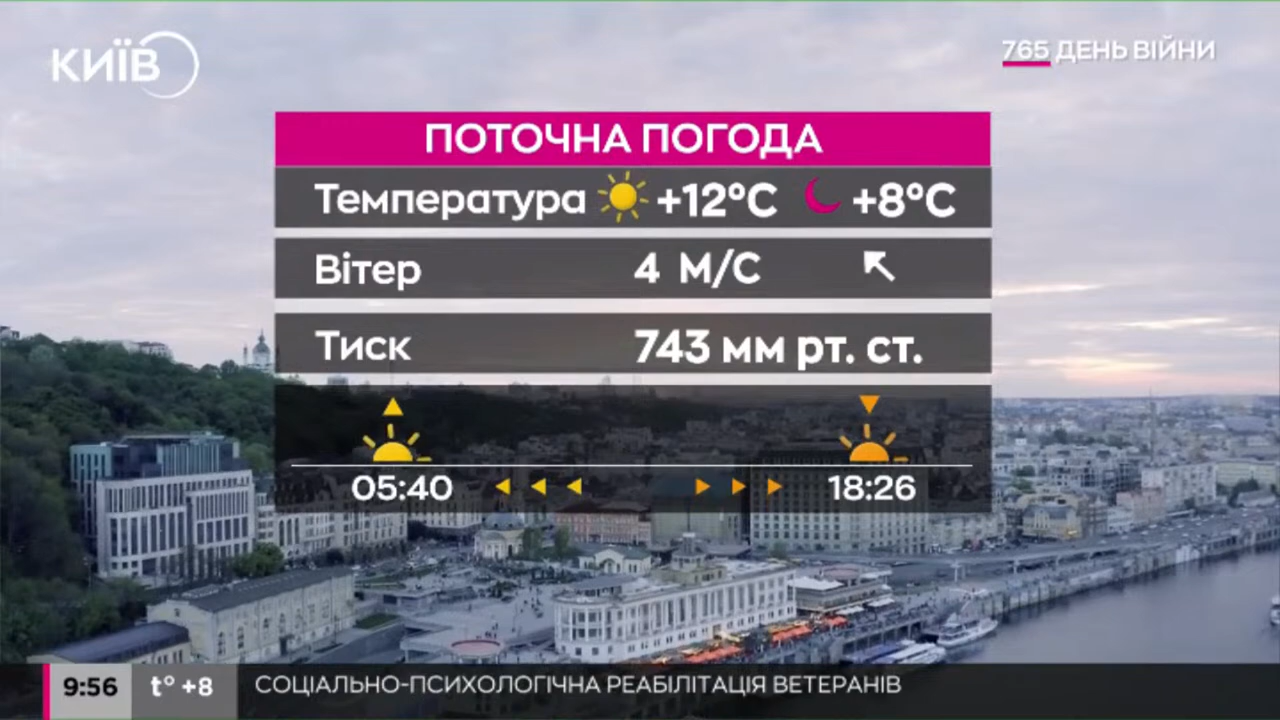 КИЇВ
765 ДЕНЬ ВІЙНИ
ПОТОЧНА ПОГОДА
Температура +12°C +8°C
Вітер 4 М/С
Тиск 743 мм рт. ст.
05:40 18:26
9:56 t° +8 СОЦІАЛЬНО-ПСИХОЛОГІЧНА РЕАБІЛІТАЦІЯ ВЕТЕРАНІВ